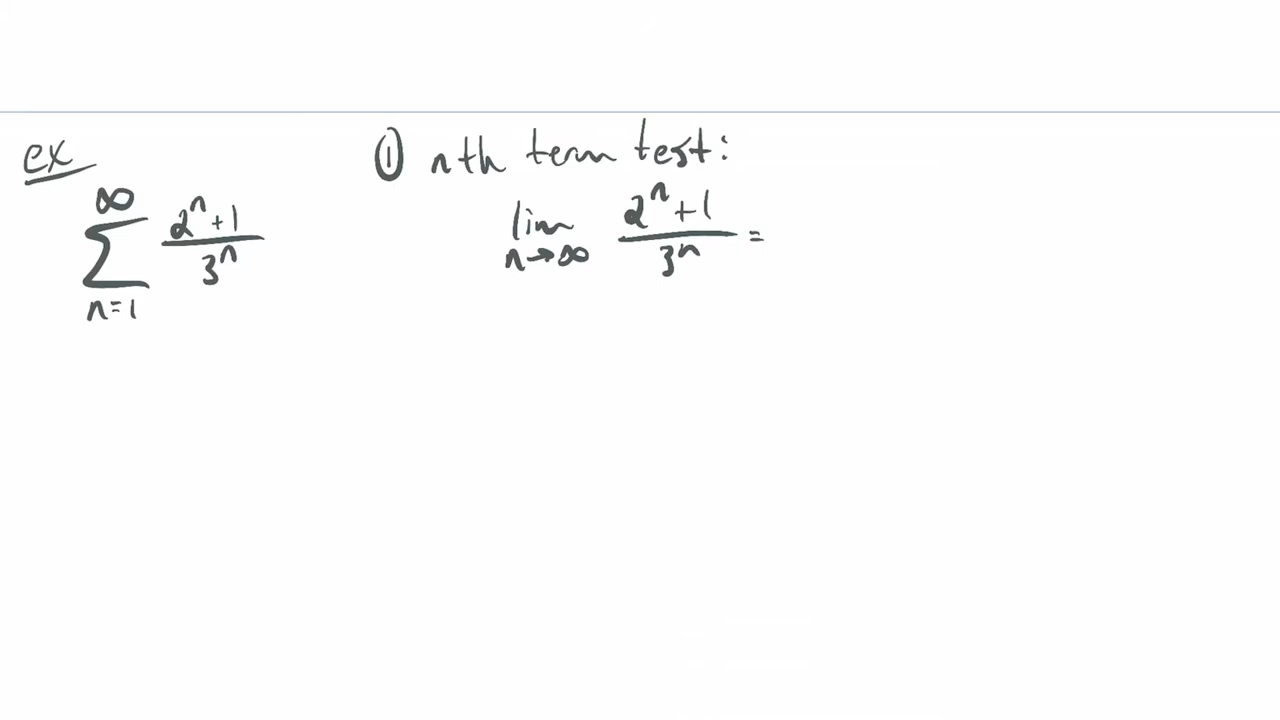 ex
∞
∑ (2^n + 1)/3^n
n=1
① nth term test:
lim n→∞ (2^n + 1)/3^n =